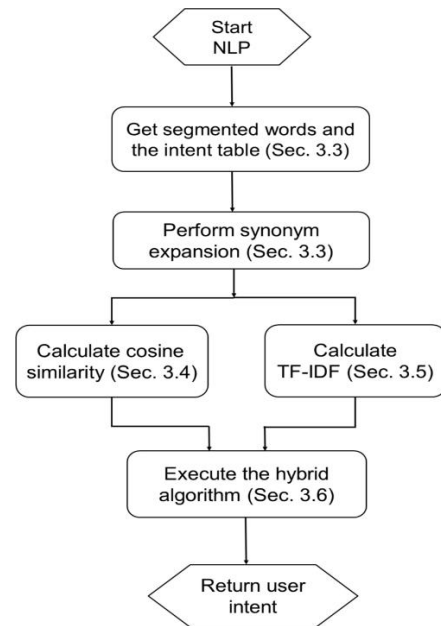 Start
NLP
Get segmented words and
the intent table (Sec. 3.3)
Perform synonym
expansion (Sec. 3.3)
Calculate cosine
similarity (Sec. 3.4)
Calculate
TF-IDF (Sec. 3.5)
Execute the hybrid
algorithm (Sec. 3.6)
Return user
intent